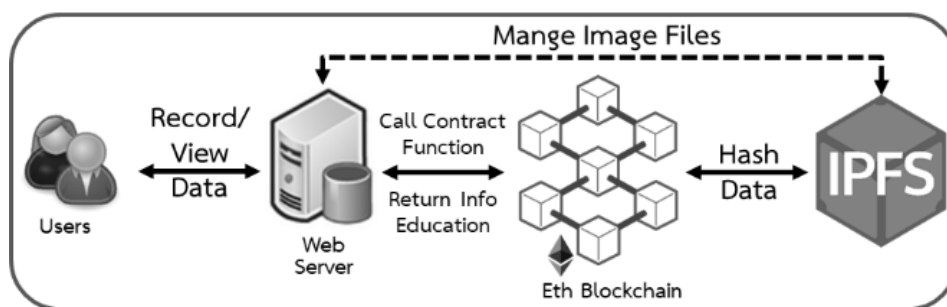 Mange Image Files
Record/
View
Data
Call Contract
Function
Return Info
Education
Hash
Data
IPFS
Users
Web
Server
Eth Blockchain